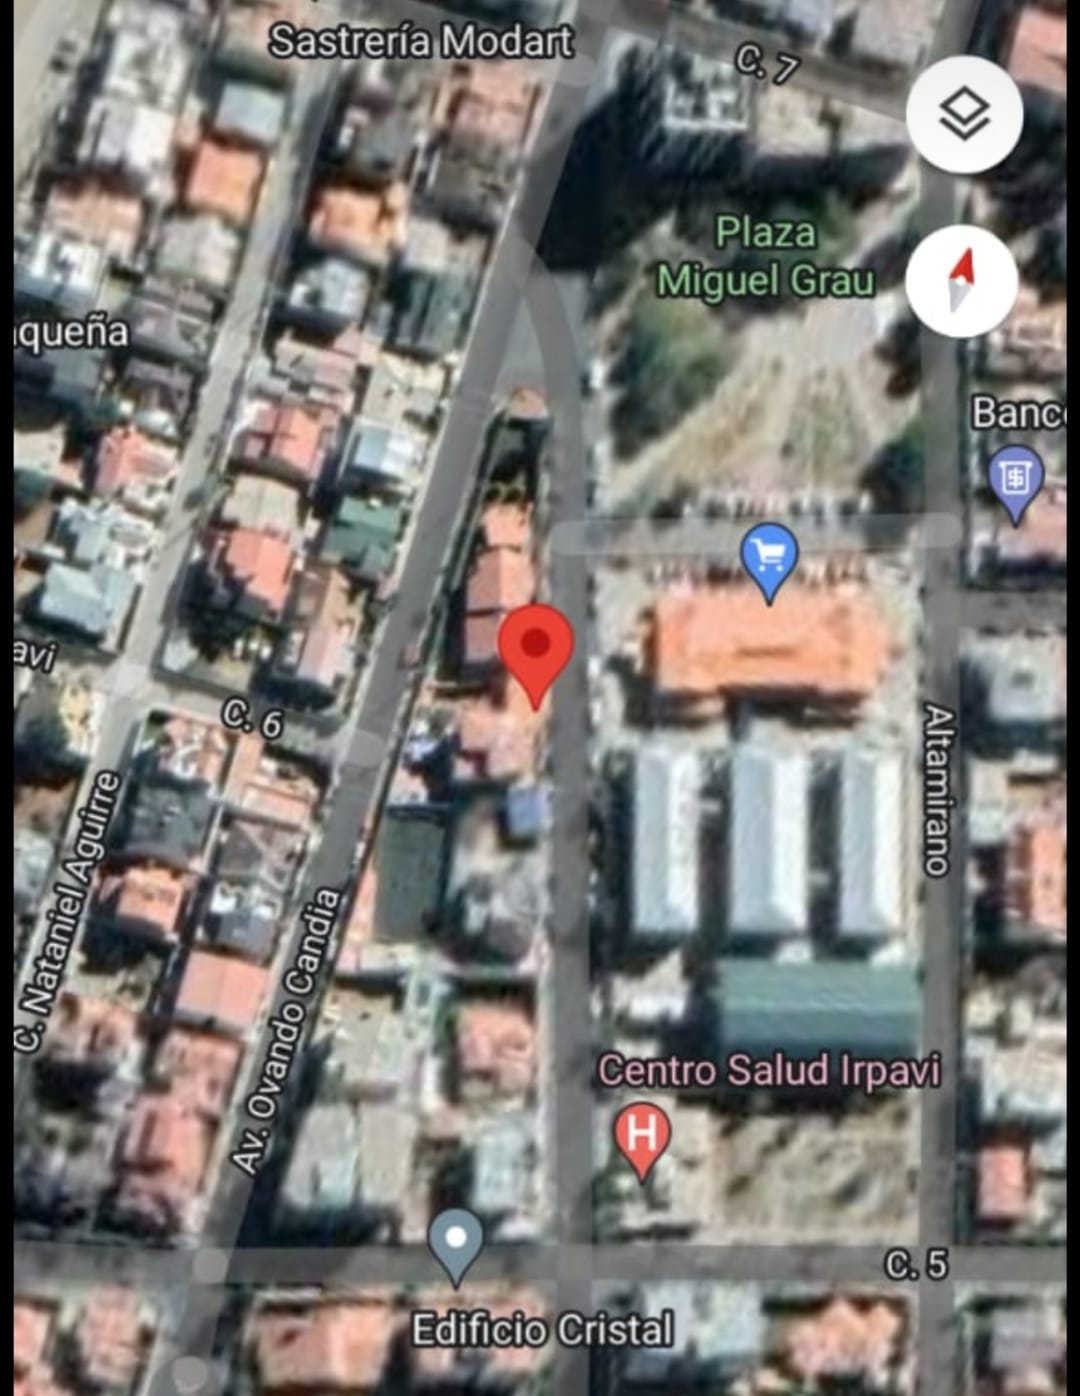 Sastrería Modart
C. 7
Plaza
Miguel Grau
queña
Banc
$
avi
C. 6
Altamirano
C. Nataniel Aguirre
Av. Ovando Candia
Centro Salud Irpavi
H
C. 5
Edificio Cristal